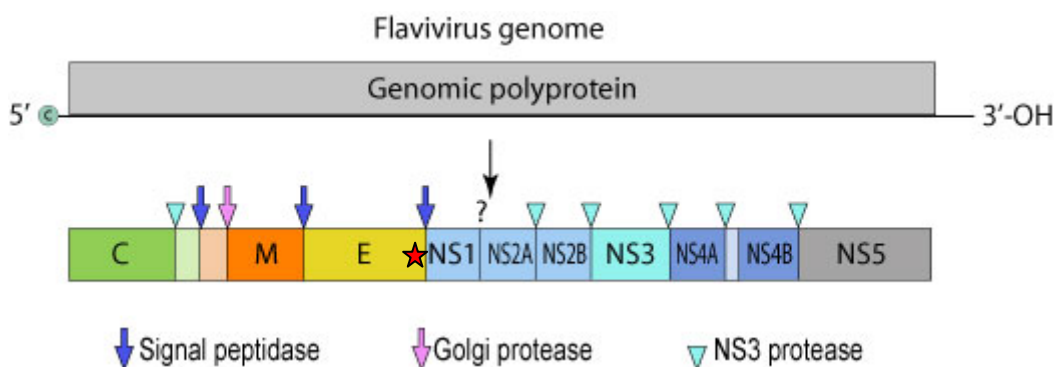 Flavivirus genome
Genomic polyprotein
5′ c 3′-OH
?
C M E NS1 NS2A NS2B NS3 NS4A NS4B NS5
Signal peptidase Golgi protease NS3 protease